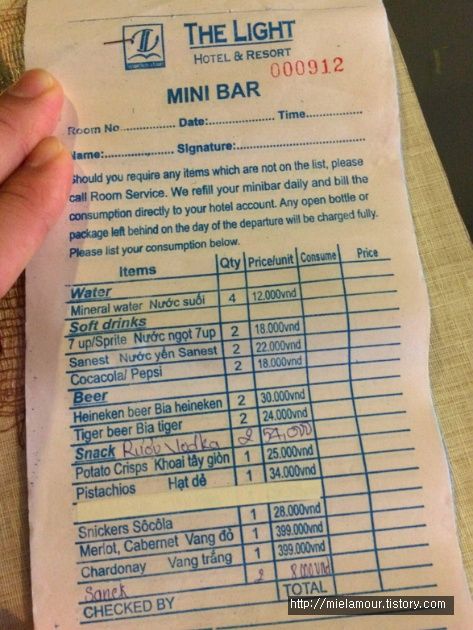 THE LIGHT
HOTEL & RESORT
000912
MINI BAR
Room No............. Date:..................... Time.................
Name:................. Signature:.............................
Should you require any items which are not on the list, please
call Room Service. We refill your minibar daily and bill the
consumption directly to your hotel account. Any open bottle or
package left behind on the day of the departure will be charged fully.
Please list your consumption below.
Items Qty Price/unit Consume Price
Water
Mineral water Nước suối 4 12.000vnd
Soft drinks
7 up/Sprite Nước ngọt 7up 2 18.000vnd
Sanest Nước yến Sanest 2 22.000vnd
Cocacola/ Pepsi 2 18.000vnd
Beer
Heineken beer Bia heineken 2 30.000vnd
Tiger beer Bia tiger 2 24.000vnd
Snack Rượu Vodka 2 54,000
Potato Crisps Khoai tây giòn 1 25.000vnd
Pistachios Hạt dẻ 1 34.000vnd
Snickers Sôcôla 1 28.000vnd
Merlot, Cabernet Vang đỏ 1 399.000vnd
Chardonay Vang trắng 1 399.000vnd
2
CHECKED BY TOTAL
http://mielamour.tistory.com/